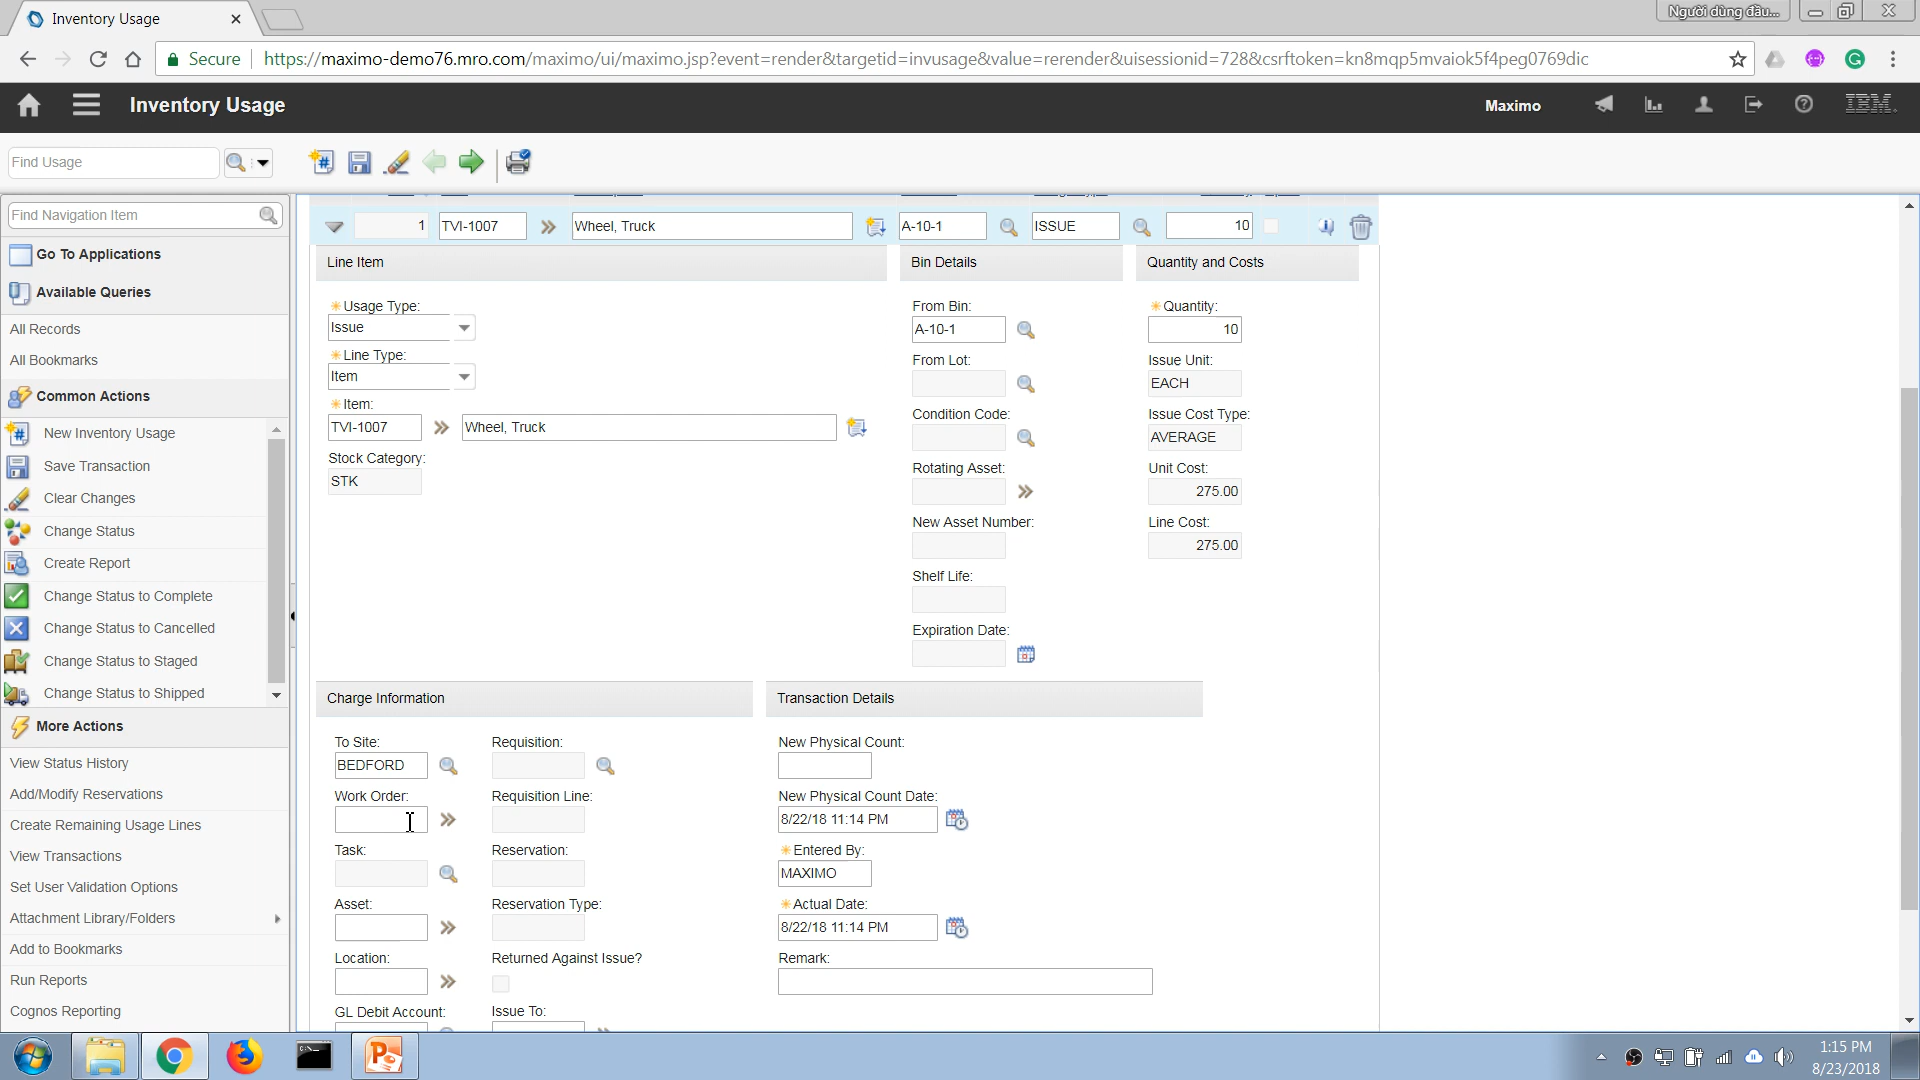 Inventory Usage
Người dùng đầu...
Secure
https://maximo-demo76.mro.com/maximo/ui/maximo.jsp?event=render&targetid=invusage&value=rerender&uisessionid=728&csrftoken=kn8mqp5mvaiok5f4peg0769dic
Inventory Usage
Maximo
IBM.
Find Usage
Find Navigation Item
Go To Applications
Available Queries
All Records
All Bookmarks
Common Actions
New Inventory Usage
Save Transaction
Clear Changes
Change Status
Create Report
Change Status to Complete
Change Status to Cancelled
Change Status to Staged
Change Status to Shipped
More Actions
View Status History
Add/Modify Reservations
Create Remaining Usage Lines
View Transactions
Set User Validation Options
Attachment Library/Folders
Add to Bookmarks
Run Reports
Cognos Reporting
1 TVI-1007 Wheel, Truck A-10-1 ISSUE 10
Line Item
Usage Type:
Issue
Line Type:
Item
Item:
TVI-1007 Wheel, Truck
Stock Category:
STK
Bin Details
From Bin:
A-10-1
From Lot:
Condition Code:
Rotating Asset:
New Asset Number:
Shelf Life:
Expiration Date:
Quantity and Costs
Quantity:
10
Issue Unit:
EACH
Issue Cost Type:
AVERAGE
Unit Cost:
275.00
Line Cost:
275.00
Charge Information
To Site:
BEDFORD
Work Order:
Task:
Asset:
Location:
GL Debit Account:
Requisition:
Requisition Line:
Reservation:
Reservation Type:
Returned Against Issue?
Issue To:
Transaction Details
New Physical Count:
New Physical Count Date:
8/22/18 11:14 PM
Entered By:
MAXIMO
Actual Date:
8/22/18 11:14 PM
Remark:
1:15 PM
8/23/2018